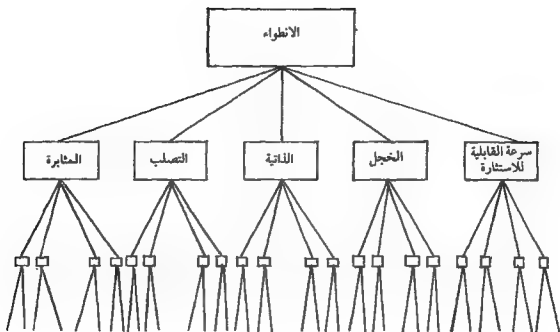 الانطواء
سرعة القابلية
للاستثارة
الخجل
الذاتية
التصلب
المثابرة